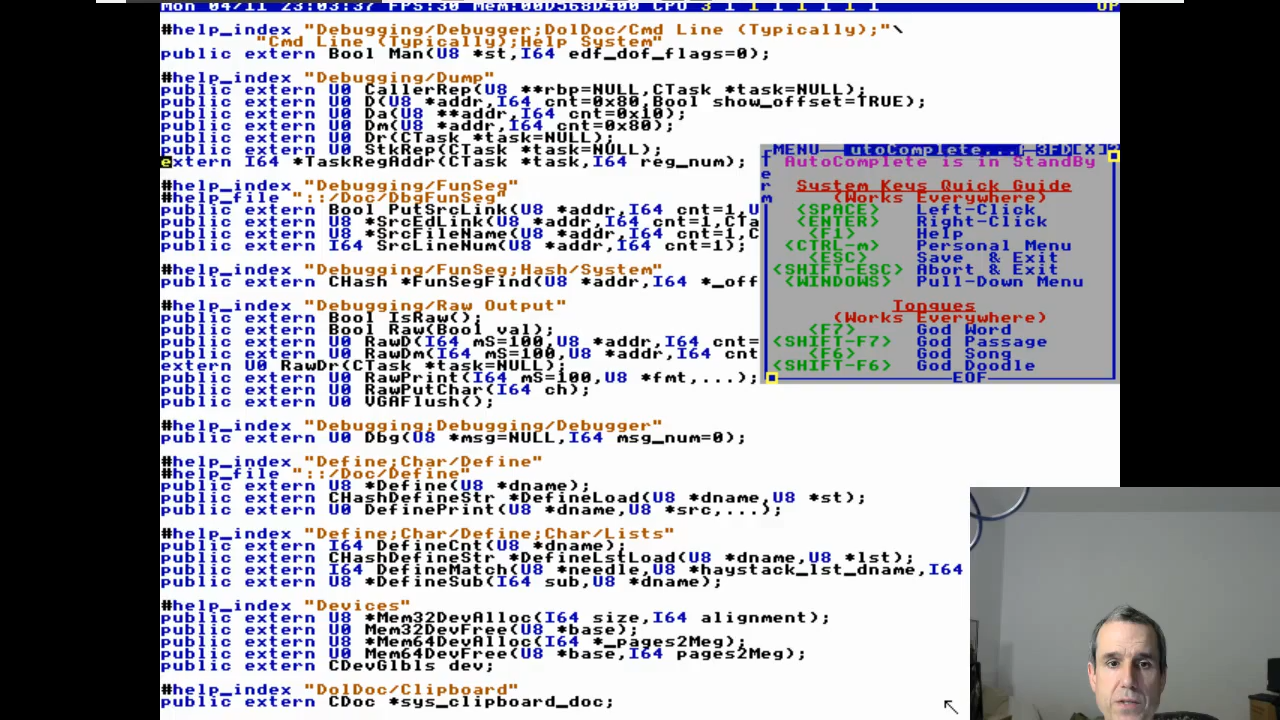 Mon 04/11 23:03:37 FPS:30 Mem:00D568D400 CPU 3 1 1 1 1 1 1 1 UP
#help_index "Debugging/Debugger;DolDoc/Cmd Line (Typically);"\
"Cmd Line (Typically);Help System"
public extern Bool Man(U8 *st,I64 edf_dof_flags=0);
#help_index "Debugging/Dump"
public extern U0 CallerRep(U8 **rbp=NULL,CTask *task=NULL);
public extern U0 D(U8 *addr,I64 cnt=0x80,Bool show_offset=TRUE);
public extern U0 Da(U8 **addr,I64 cnt=0x10);
public extern U0 Dm(U8 *addr,I64 cnt=0x80);
public extern U0 Dr(CTask *task=NULL);
public extern U0 StkRep(CTask *task=NULL);
extern I64 *TaskRegAddr(CTask *task,I64 reg_num);
#help_index "Debugging/FunSeg"
#help_file "::/Doc/DbgFunSeg"
public extern Bool PutSrcLink(U8 *addr,I64 cnt=1,U
public extern U8 *SrcEdLink(U8 *addr,I64 cnt=1,CTa
public extern U8 *SrcFileName(U8 *addr,I64 cnt=1,C
public extern I64 SrcLineNum(U8 *addr,I64 cnt=1);
#help_index "Debugging/FunSeg;Hash/System"
public extern CHash *FunSegFind(U8 *addr,I64 *_off
#help_index "Debugging/Raw Output"
public extern Bool IsRaw();
public extern Bool Raw(Bool val);
public extern U0 RawD(I64 mS=100,U8 *addr,I64 cnt=
public extern U0 RawDm(I64 mS=100,U8 *addr,I64 cnt
extern U0 RawDr(CTask *task=NULL);
public extern U0 RawPrint(I64 mS=100,U8 *fmt,...);
public extern U0 RawPutChar(I64 ch);
public extern U0 VGAFlush();
#help_index "Debugging;Debugging/Debugger"
public extern U0 Dbg(U8 *msg=NULL,I64 msg_num=0);
#help_index "Define;Char/Define"
#help_file "::/Doc/Define"
public extern U8 *Define(U8 *dname);
public extern CHashDefineStr *DefineLoad(U8 *dname,U8 *st);
public extern U0 DefinePrint(U8 *dname,U8 *src,...);
#help_index "Define;Char/Define;Char/Lists"
public extern I64 DefineCnt(U8 *dname);
public extern CHashDefineStr *DefineLstLoad(U8 *dname,U8 *lst);
public extern I64 DefineMatch(U8 *needle,U8 *haystack_lst_dname,I64
public extern U8 *DefineSub(I64 sub,U8 *dname);
#help_index "Devices"
public extern U8 *Mem32DevAlloc(I64 size,I64 alignment);
public extern U0 Mem32DevFree(U8 *base);
public extern U8 *Mem64DevAlloc(I64 *_pages2Meg);
public extern U0 Mem64DevFree(U8 *base,I64 pages2Meg);
public extern CDevGlbls dev;
#help_index "DolDoc/Clipboard"
public extern CDoc *sys_clipboard_doc;
MENU utoComplete... 3FD[X]
Term
AutoComplete is in StandBy
System Keys Quick Guide
(Works Everywhere)
<SPACE> Left-Click
<ENTER> Right-Click
<F1> Help
<CTRL-m> Personal Menu
<ESC> Save & Exit
<SHIFT-ESC> Abort & Exit
<WINDOWS> Pull-Down Menu
Tongues
(Works Everywhere)
<F7> God Word
<SHIFT-F7> God Passage
<F6> God Song
<SHIFT-F6> God Doodle
EOF